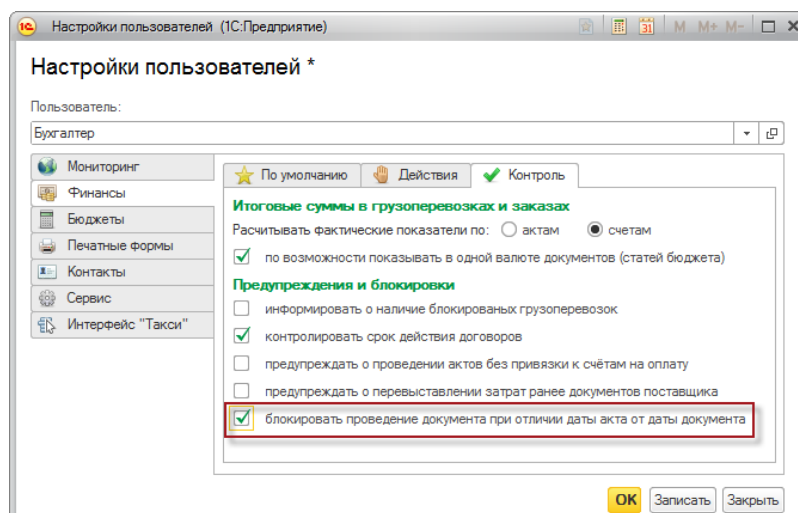 Настройки пользователей (1С:Предприятие)
31 M M+ M-
Настройки пользователей *
Пользователь:
Бухгалтер
Мониторинг
Финансы
Бюджеты
Печатные формы
Контакты
Сервис
Интерфейс "Такси"
По умолчанию Действия Контроль
Итоговые суммы в грузоперевозках и заказах
Расчитывать фактические показатели по: актам счетам
по возможности показывать в одной валюте документов (статей бюджета)
Предупреждения и блокировки
информировать о наличие блокированых грузоперевозок
контролировать срок действия договоров
предупреждать о проведении актов без привязки к счётам на оплату
предупреждать о перевыставлении затрат ранее документов поставщика
блокировать проведение документа при отличии даты акта от даты документа
ОК Записать Закрыть